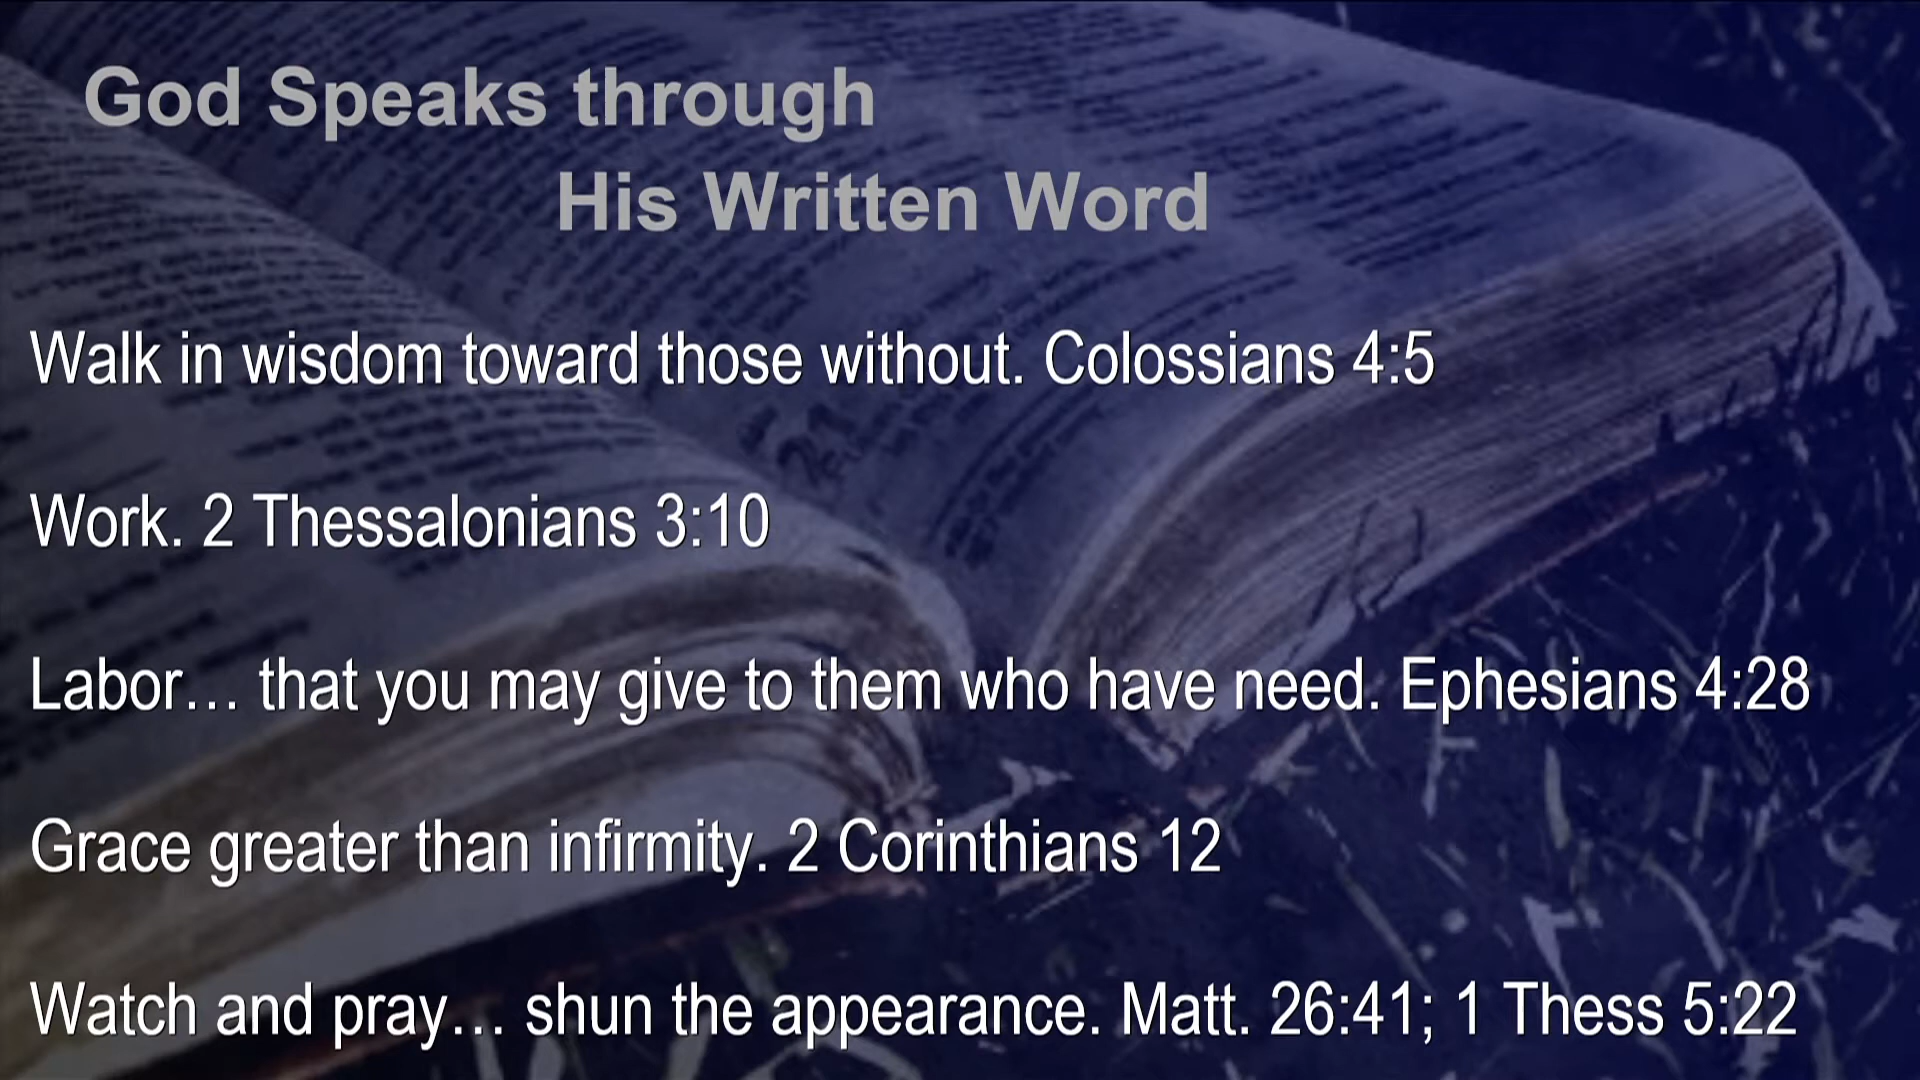 God Speaks through
His Written Word
Walk in wisdom toward those without. Colossians 4:5
Work. 2 Thessalonians 3:10
Labor… that you may give to them who have need. Ephesians 4:28
Grace greater than infirmity. 2 Corinthians 12
Watch and pray… shun the appearance. Matt. 26:41; 1 Thess 5:22